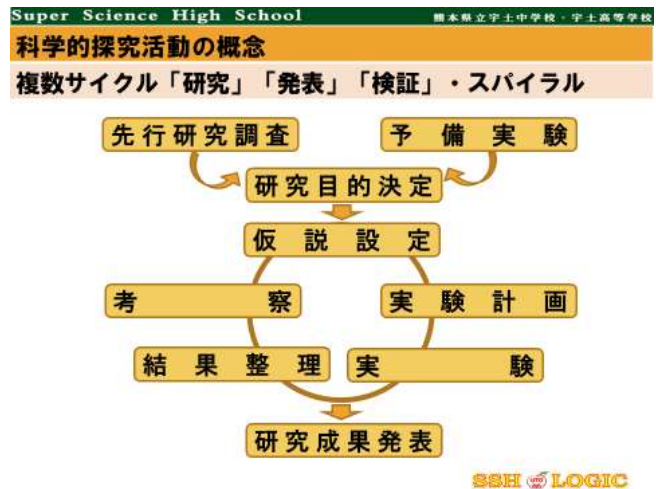 Super Science High School 熊本県立宇土中学校・宇土高等学校
科学的探究活動の概念
複数サイクル「研究」「発表」「検証」・スパイラル
先行研究調査 予備実験
研究目的決定
仮説設定
考察 実験計画
結果整理 実験
研究成果発表
SSH LOGIC